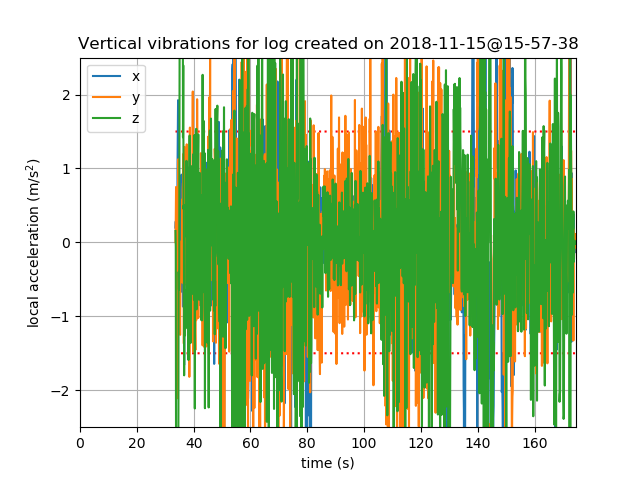 Vertical vibrations for log created on 2018-11-15@15-57-38
x
y
z
2
1
0
−1
−2
local acceleration (m/s²)
0 20 40 60 80 100 120 140 160
time (s)